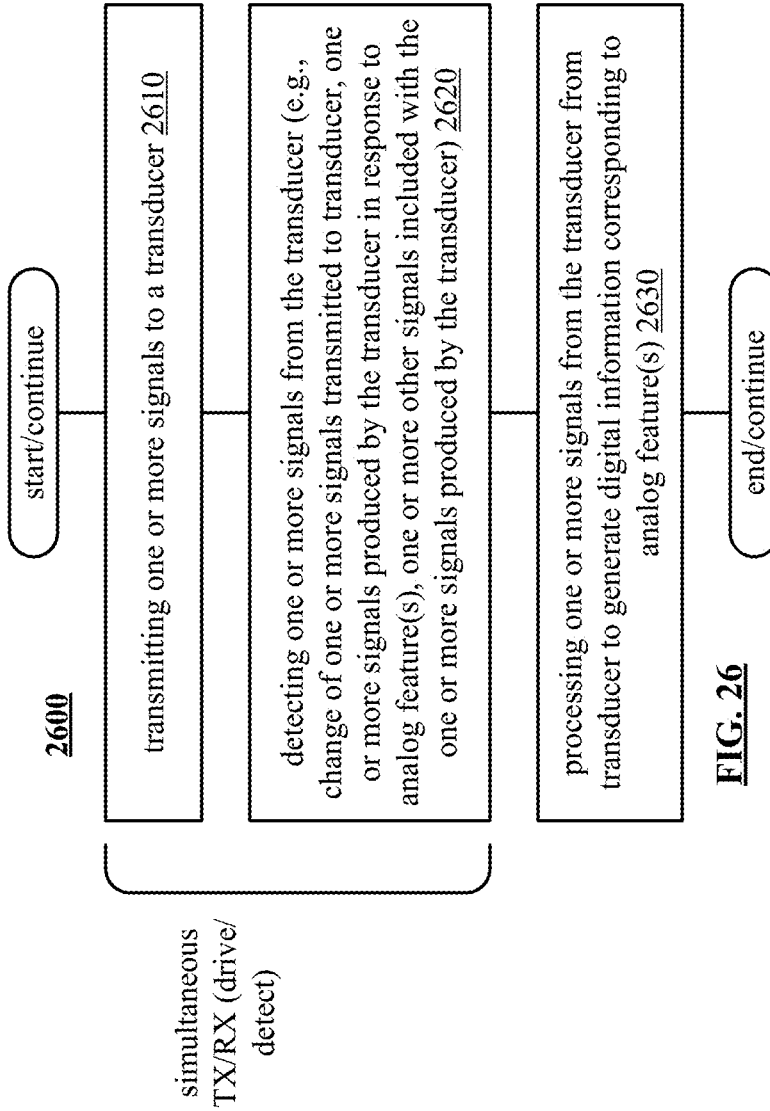 2600
start/continue
simultaneous
TX/RX (drive/
detect)
transmitting one or more signals to a transducer 2610
detecting one or more signals from the transducer (e.g.,
change of one or more signals transmitted to transducer, one
or more signals produced by the transducer in response to
analog feature(s), one or more other signals included with the
one or more signals produced by the transducer) 2620
processing one or more signals from the transducer from
transducer to generate digital information corresponding to
analog feature(s) 2630
end/continue
FIG. 26